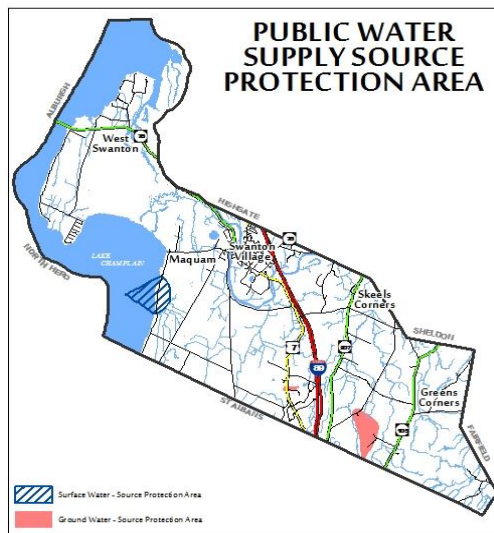 PUBLIC WATER
SUPPLY SOURCE
PROTECTION AREA
ALBURGH
West
Swanton
HIGHGATE
NORTH HERO
LAKE
CHAMPLAIN
Maquam
Swanton
Village
Skeels
Corners
SHELDON
7
89
207
ST ALBANS
Greens
Corners
105
FAIRFIELD
Surface Water - Source Protection Area
Ground Water - Source Protection Area